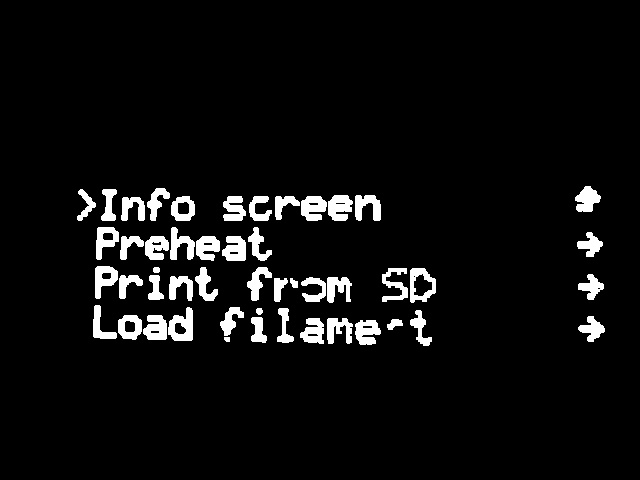 >Info screen ↑
Preheat →
Print from SD →
Load filament →